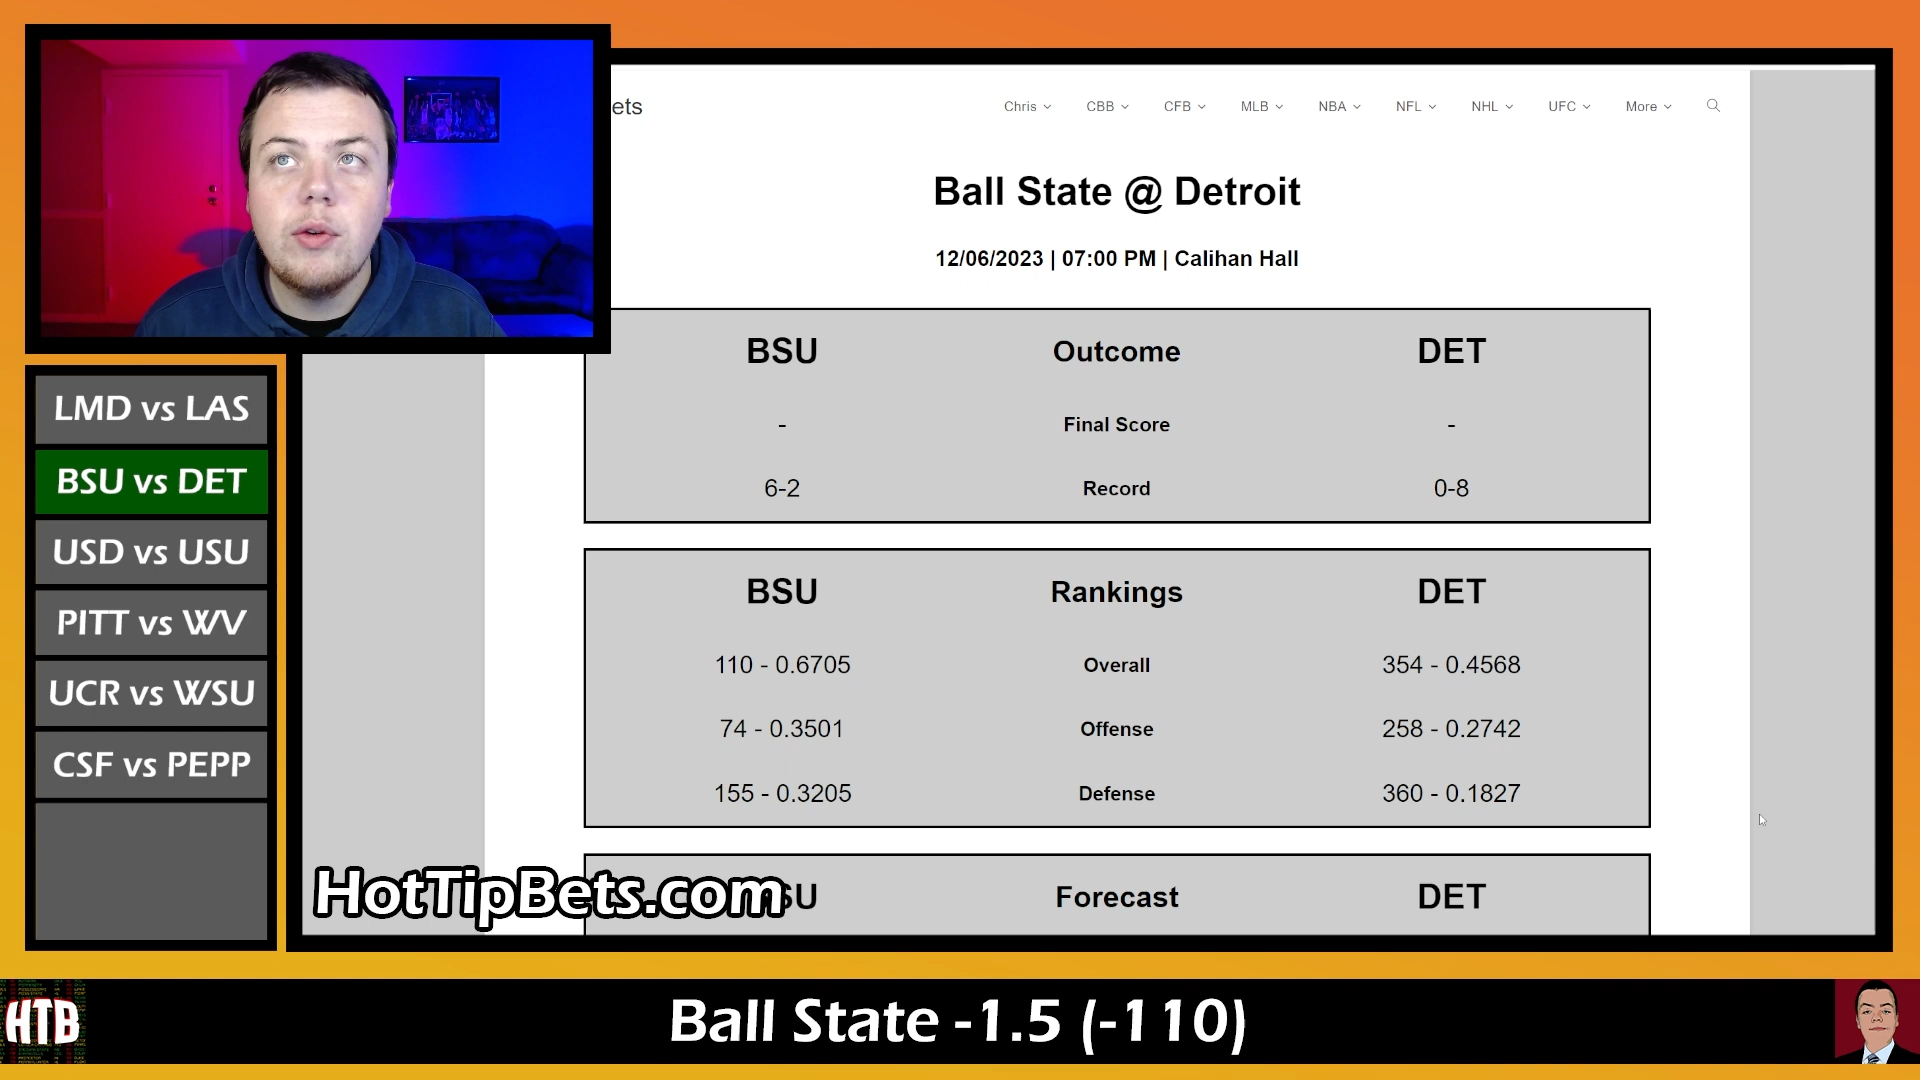 ets
Chris CBB CFB MLB NBA NFL NHL UFC More
Ball State @ Detroit
12/06/2023 | 07:00 PM | Calihan Hall
BSU Outcome DET
- Final Score -
6-2 Record 0-8
BSU Rankings DET
110 - 0.6705 Overall 354 - 0.4568
74 - 0.3501 Offense 258 - 0.2742
155 - 0.3205 Defense 360 - 0.1827
SU Forecast DET
LMD vs LAS
BSU vs DET
USD vs USU
PITT vs WV
UCR vs WSU
CSF vs PEPP
HotTipBets.com
HTB
Ball State -1.5 (-110)